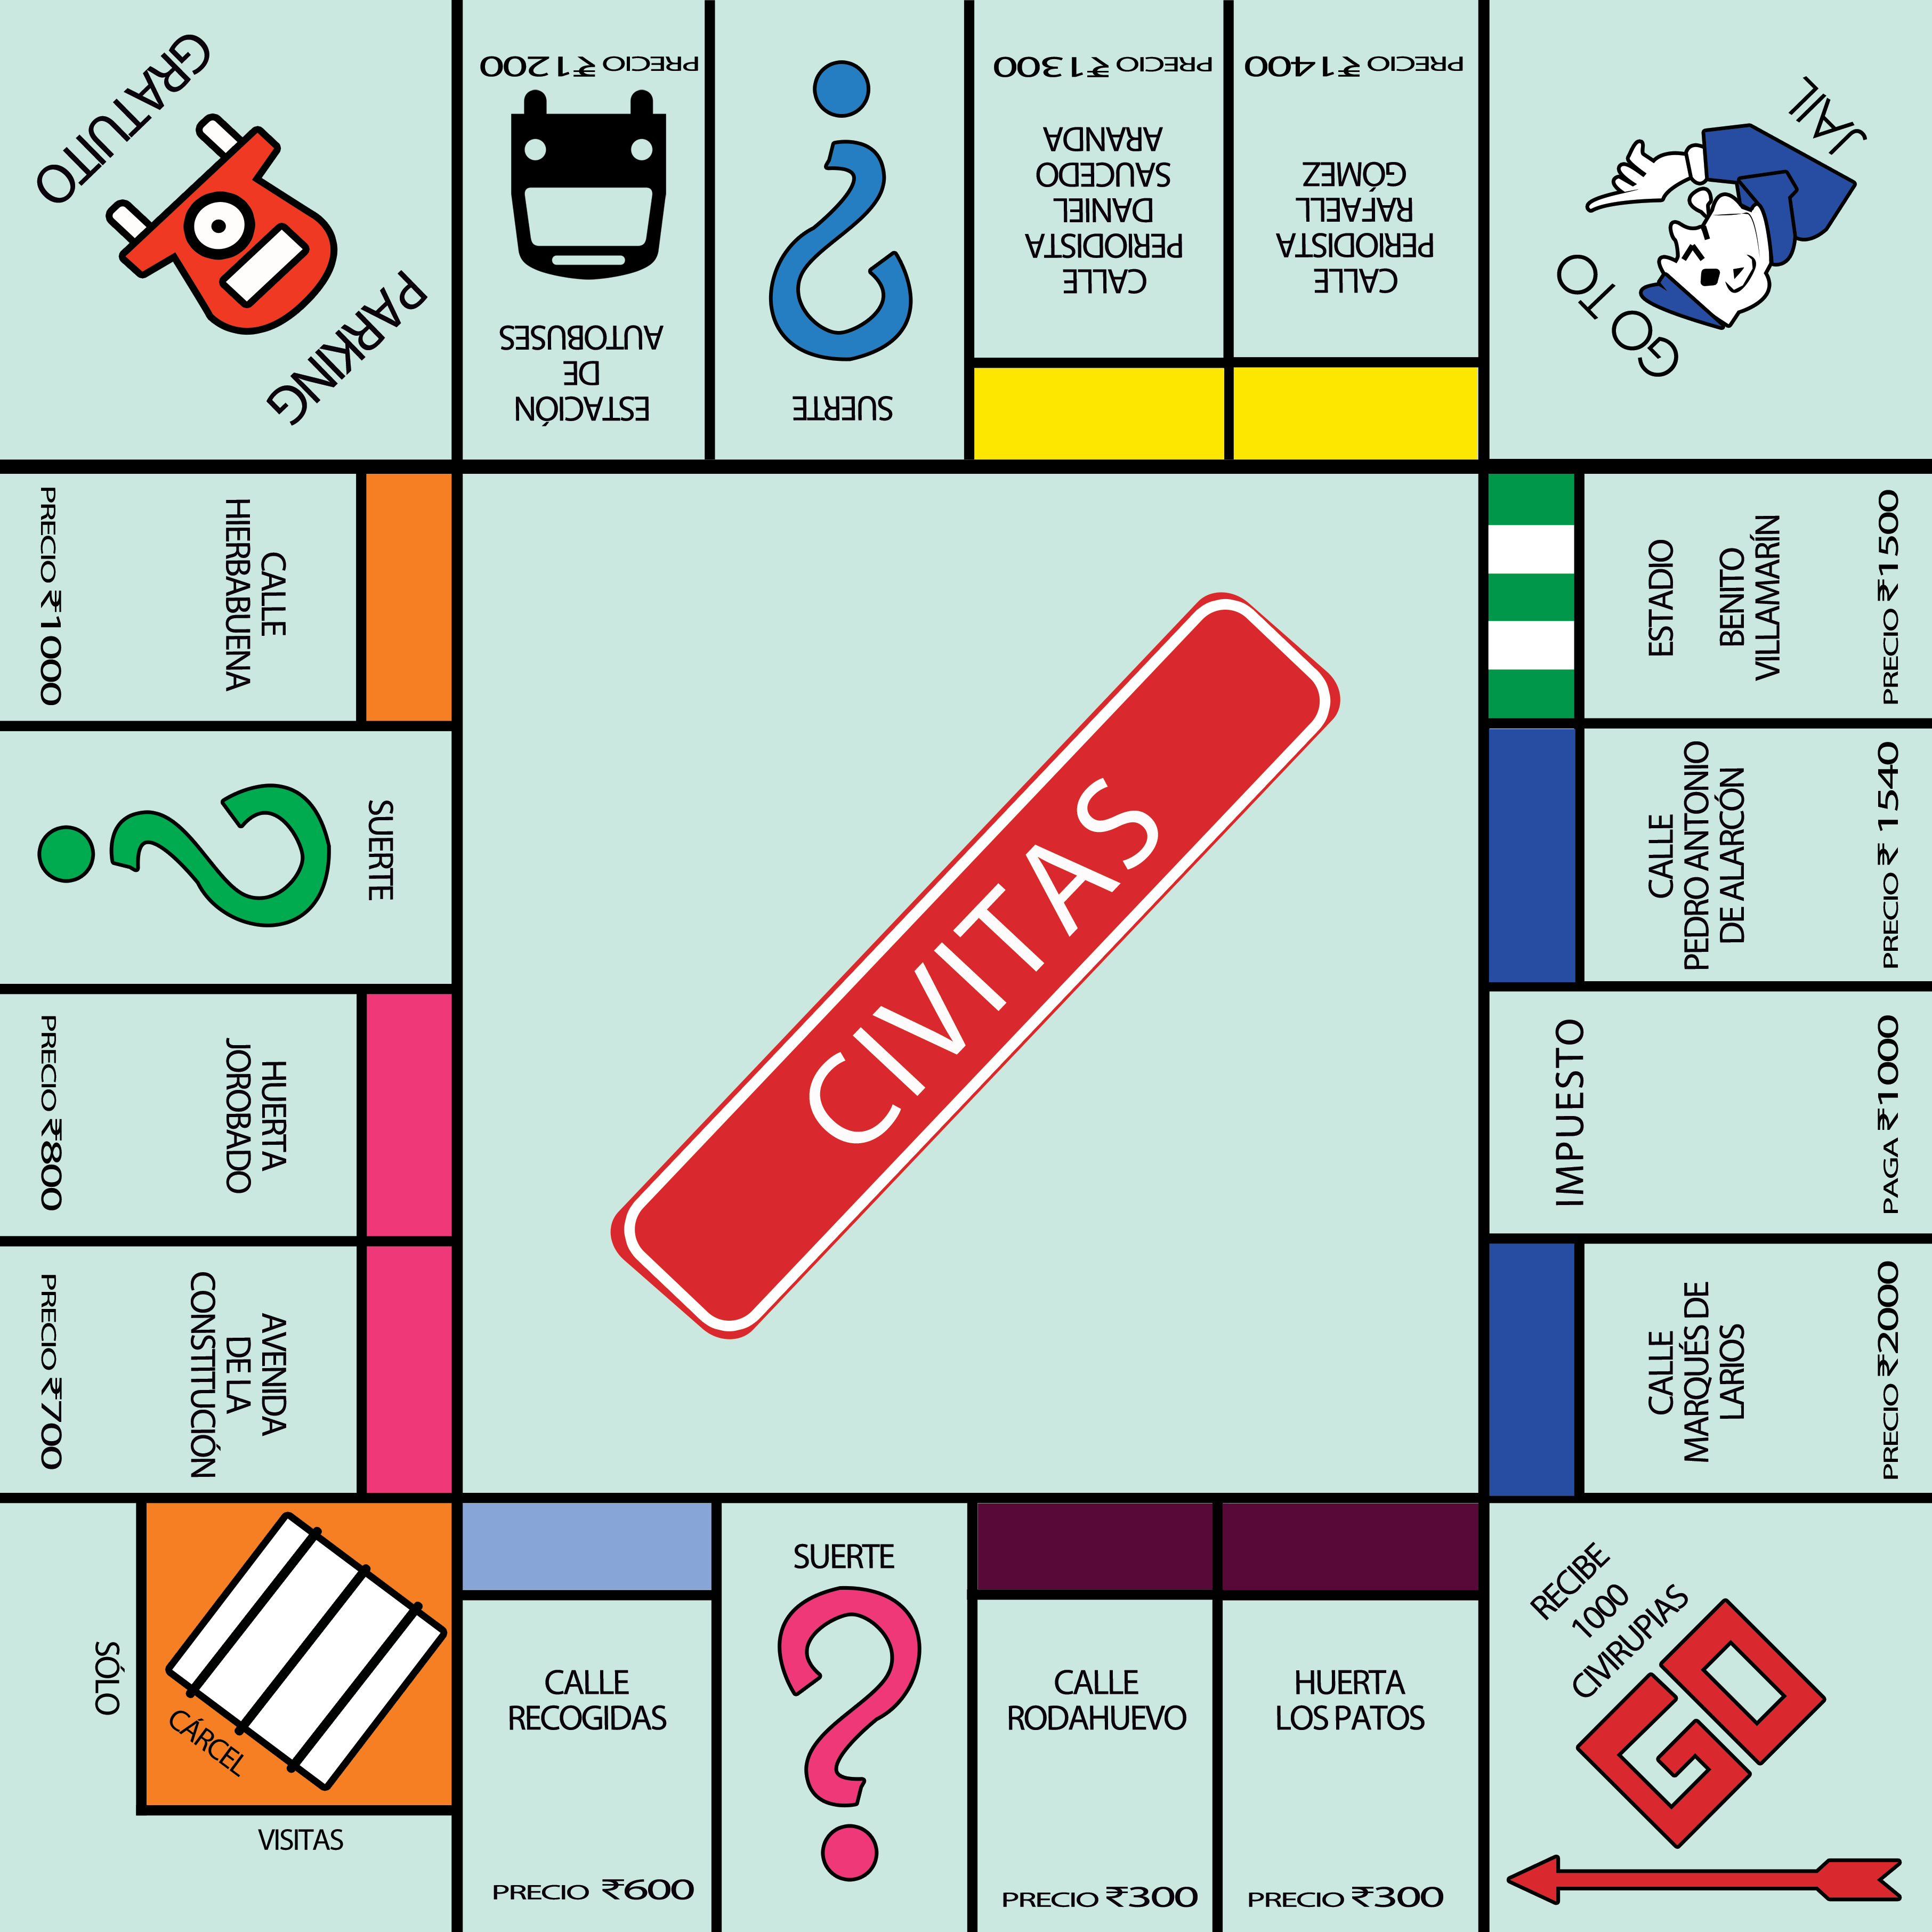 PARKING
GRATUITO
ESTACIÓN
DE
AUTOBUSES
PRECIO ₹1200
SUERTE
CALLE
PERIODISTA
DANIEL
SAUCEDO
ARANDA
PRECIO ₹1300
CALLE
PERIODISTA
RAFAELL
GÓMEZ
PRECIO ₹1400
GO TO
JAIL
ESTADIO
BENITO
VILLAMARÍN
PRECIO ₹1500
CALLE
PEDRO ANTONIO
DE ALARCÓN
PRECIO ₹ 1540
IMPUESTO
PAGA ₹1000
CALLE
MARQUÉS DE
LARIOS
PRECIO ₹2000
RECIBE
1000
CIVIRUPIAS
GO
HUERTA
LOS PATOS
PRECIO ₹300
CALLE
RODAHUEVO
PRECIO ₹300
SUERTE
?
CALLE
RECOGIDAS
PRECIO ₹600
SÓLO
CÁRCEL
VISITAS
AVENIDA
DE LA
CONSTITUCIÓN
PRECIO ₹700
HUERTA
JOROBADO
PRECIO ₹800
SUERTE
?
CALLE
HIERBABUENA
PRECIO ₹1000
CIVITAS